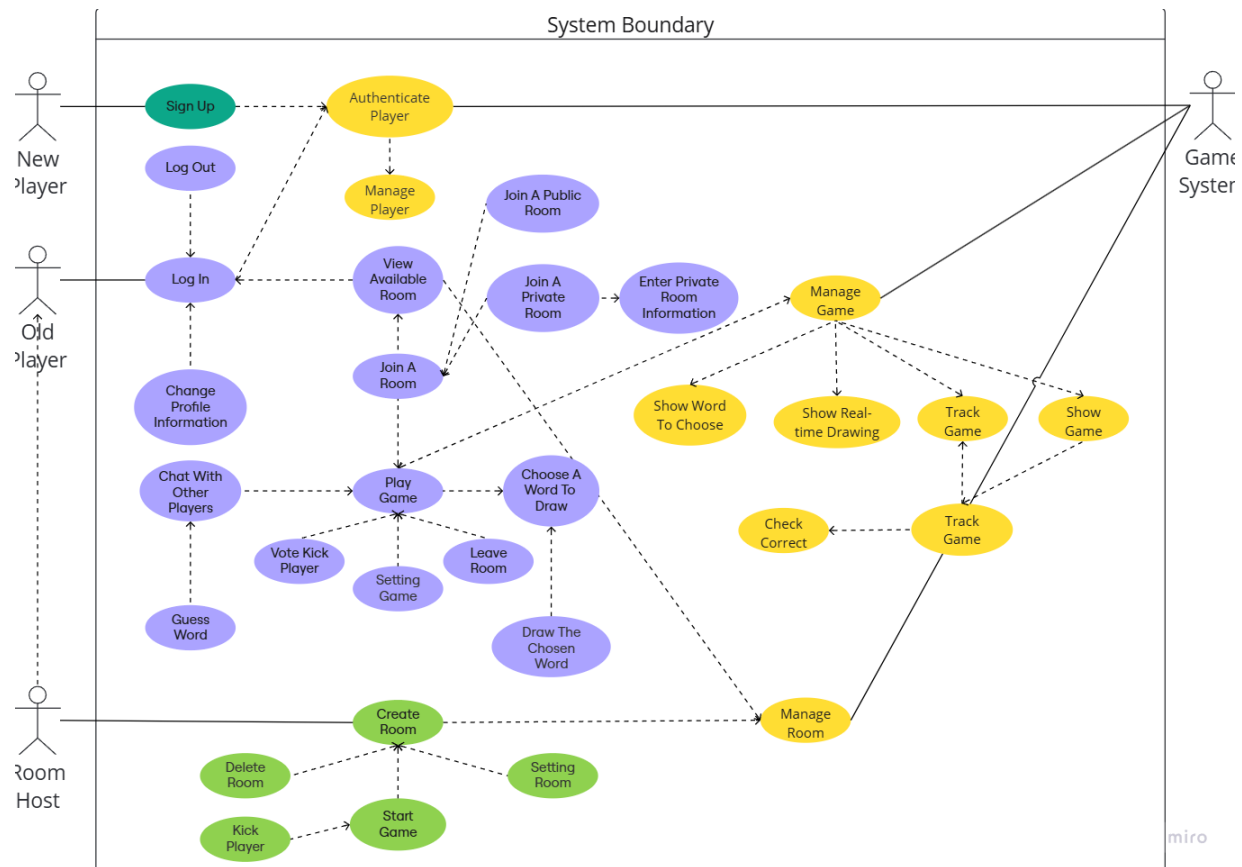 System Boundary
Sign Up
Authenticate
Player
New
Player
Game
System
Log Out
Manage
Player
Join A Public
Room
View
Available
Room
Log In
Join A
Private
Room
Enter Private
Room
Information
Manage
Game
Old
Player
Join A
Room
Change
Profile
Information
Show Word
To Choose
Show Real-
time Drawing
Track
Game
Show
Game
Chat With
Other
Players
Play
Game
Choose A
Word To
Draw
Check
Correct
Track
Game
Vote Kick
Player
Setting
Game
Leave
Room
Guess
Word
Draw The
Chosen
Word
Create
Room
Manage
Room
Room
Host
Delete
Room
Setting
Room
Start
Game
Kick
Player
miro